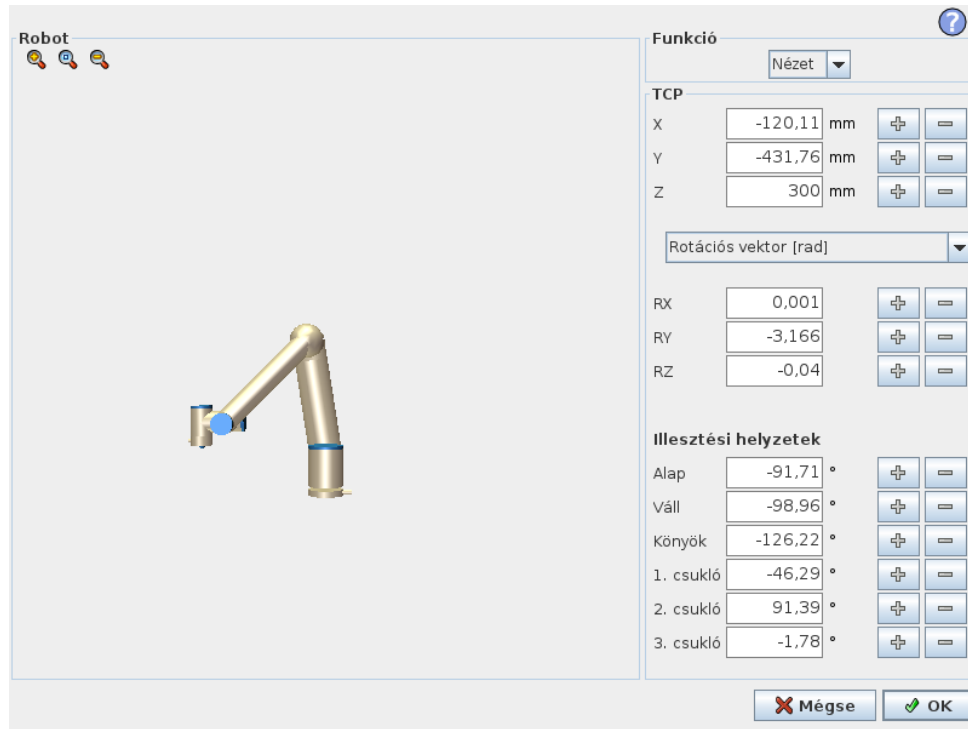 Robot
Funkció
Nézet
TCP
X -120,11 mm
Y -431,76 mm
Z 300 mm
Rotációs vektor [rad]
RX 0,001
RY -3,166
RZ -0,04
Illesztési helyzetek
Alap -91,71 °
Váll -98,96 °
Könyök -126,22 °
1. csukló -46,29 °
2. csukló 91,39 °
3. csukló -1,78 °
Mégse OK